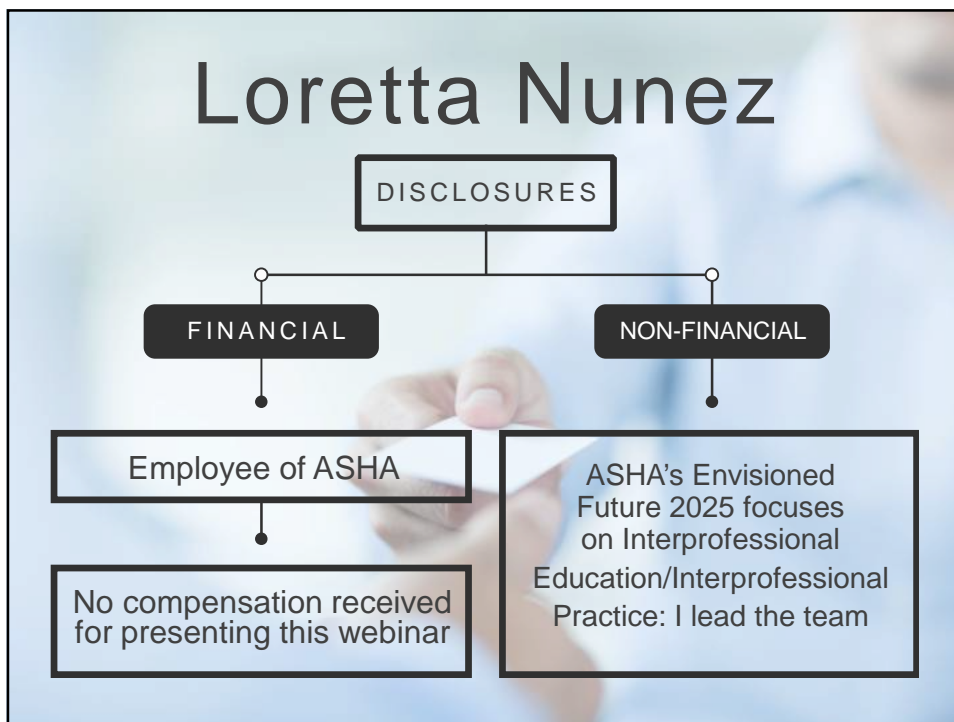 Loretta Nunez
DISCLOSURES
FINANCIAL
Employee of ASHA
No compensation received
for presenting this webinar
NON-FINANCIAL
ASHA’s Envisioned
Future 2025 focuses
on Interprofessional
Education/Interprofessional
Practice: I lead the team